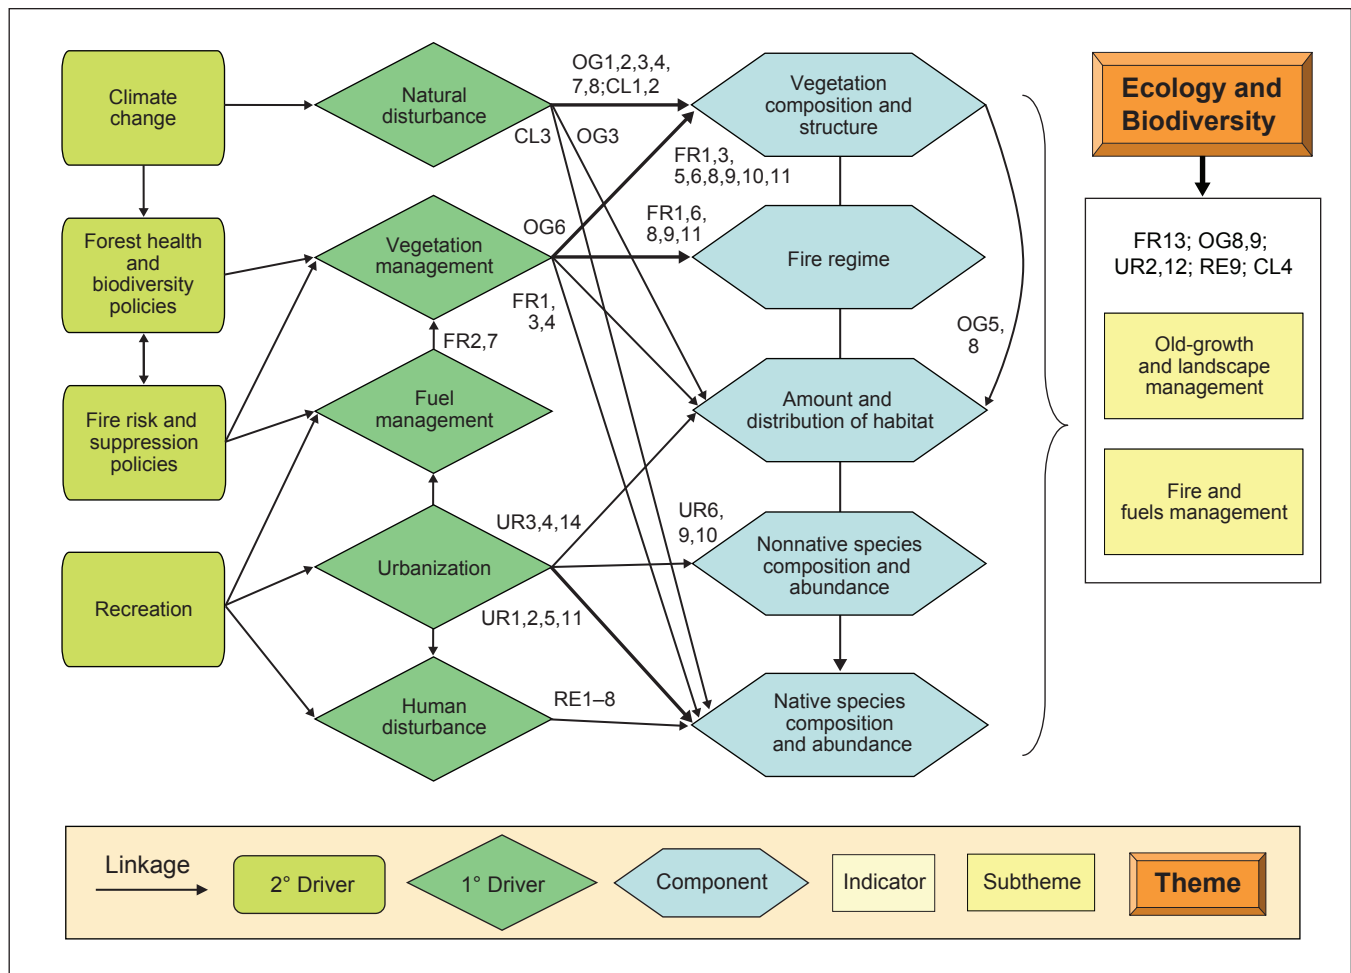 Climate
change
Forest health
and
biodiversity
policies
Fire risk and
suppression
policies
Recreation
Natural
disturbance
Vegetation
management
FR2,7
Fuel
management
Urbanization
Human
disturbance
OG1,2,3,4,
7,8;CL1,2
CL3
OG3
FR1,3,
5,6,8,9,10,11
OG6
FR1,6,
8,9,11
FR1,
3,4
UR3,4,14
UR6,
9,10
UR1,2,5,11
RE1–8
OG5,
8
Vegetation
composition and
structure
Fire regime
Amount and
distribution of habitat
Nonnative species
composition and
abundance
Native species
composition
and abundance
Ecology and
Biodiversity
FR13; OG8,9;
UR2,12; RE9; CL4
Old-growth
and landscape
management
Fire and
fuels management
Linkage
2° Driver
1° Driver
Component
Indicator
Subtheme
Theme